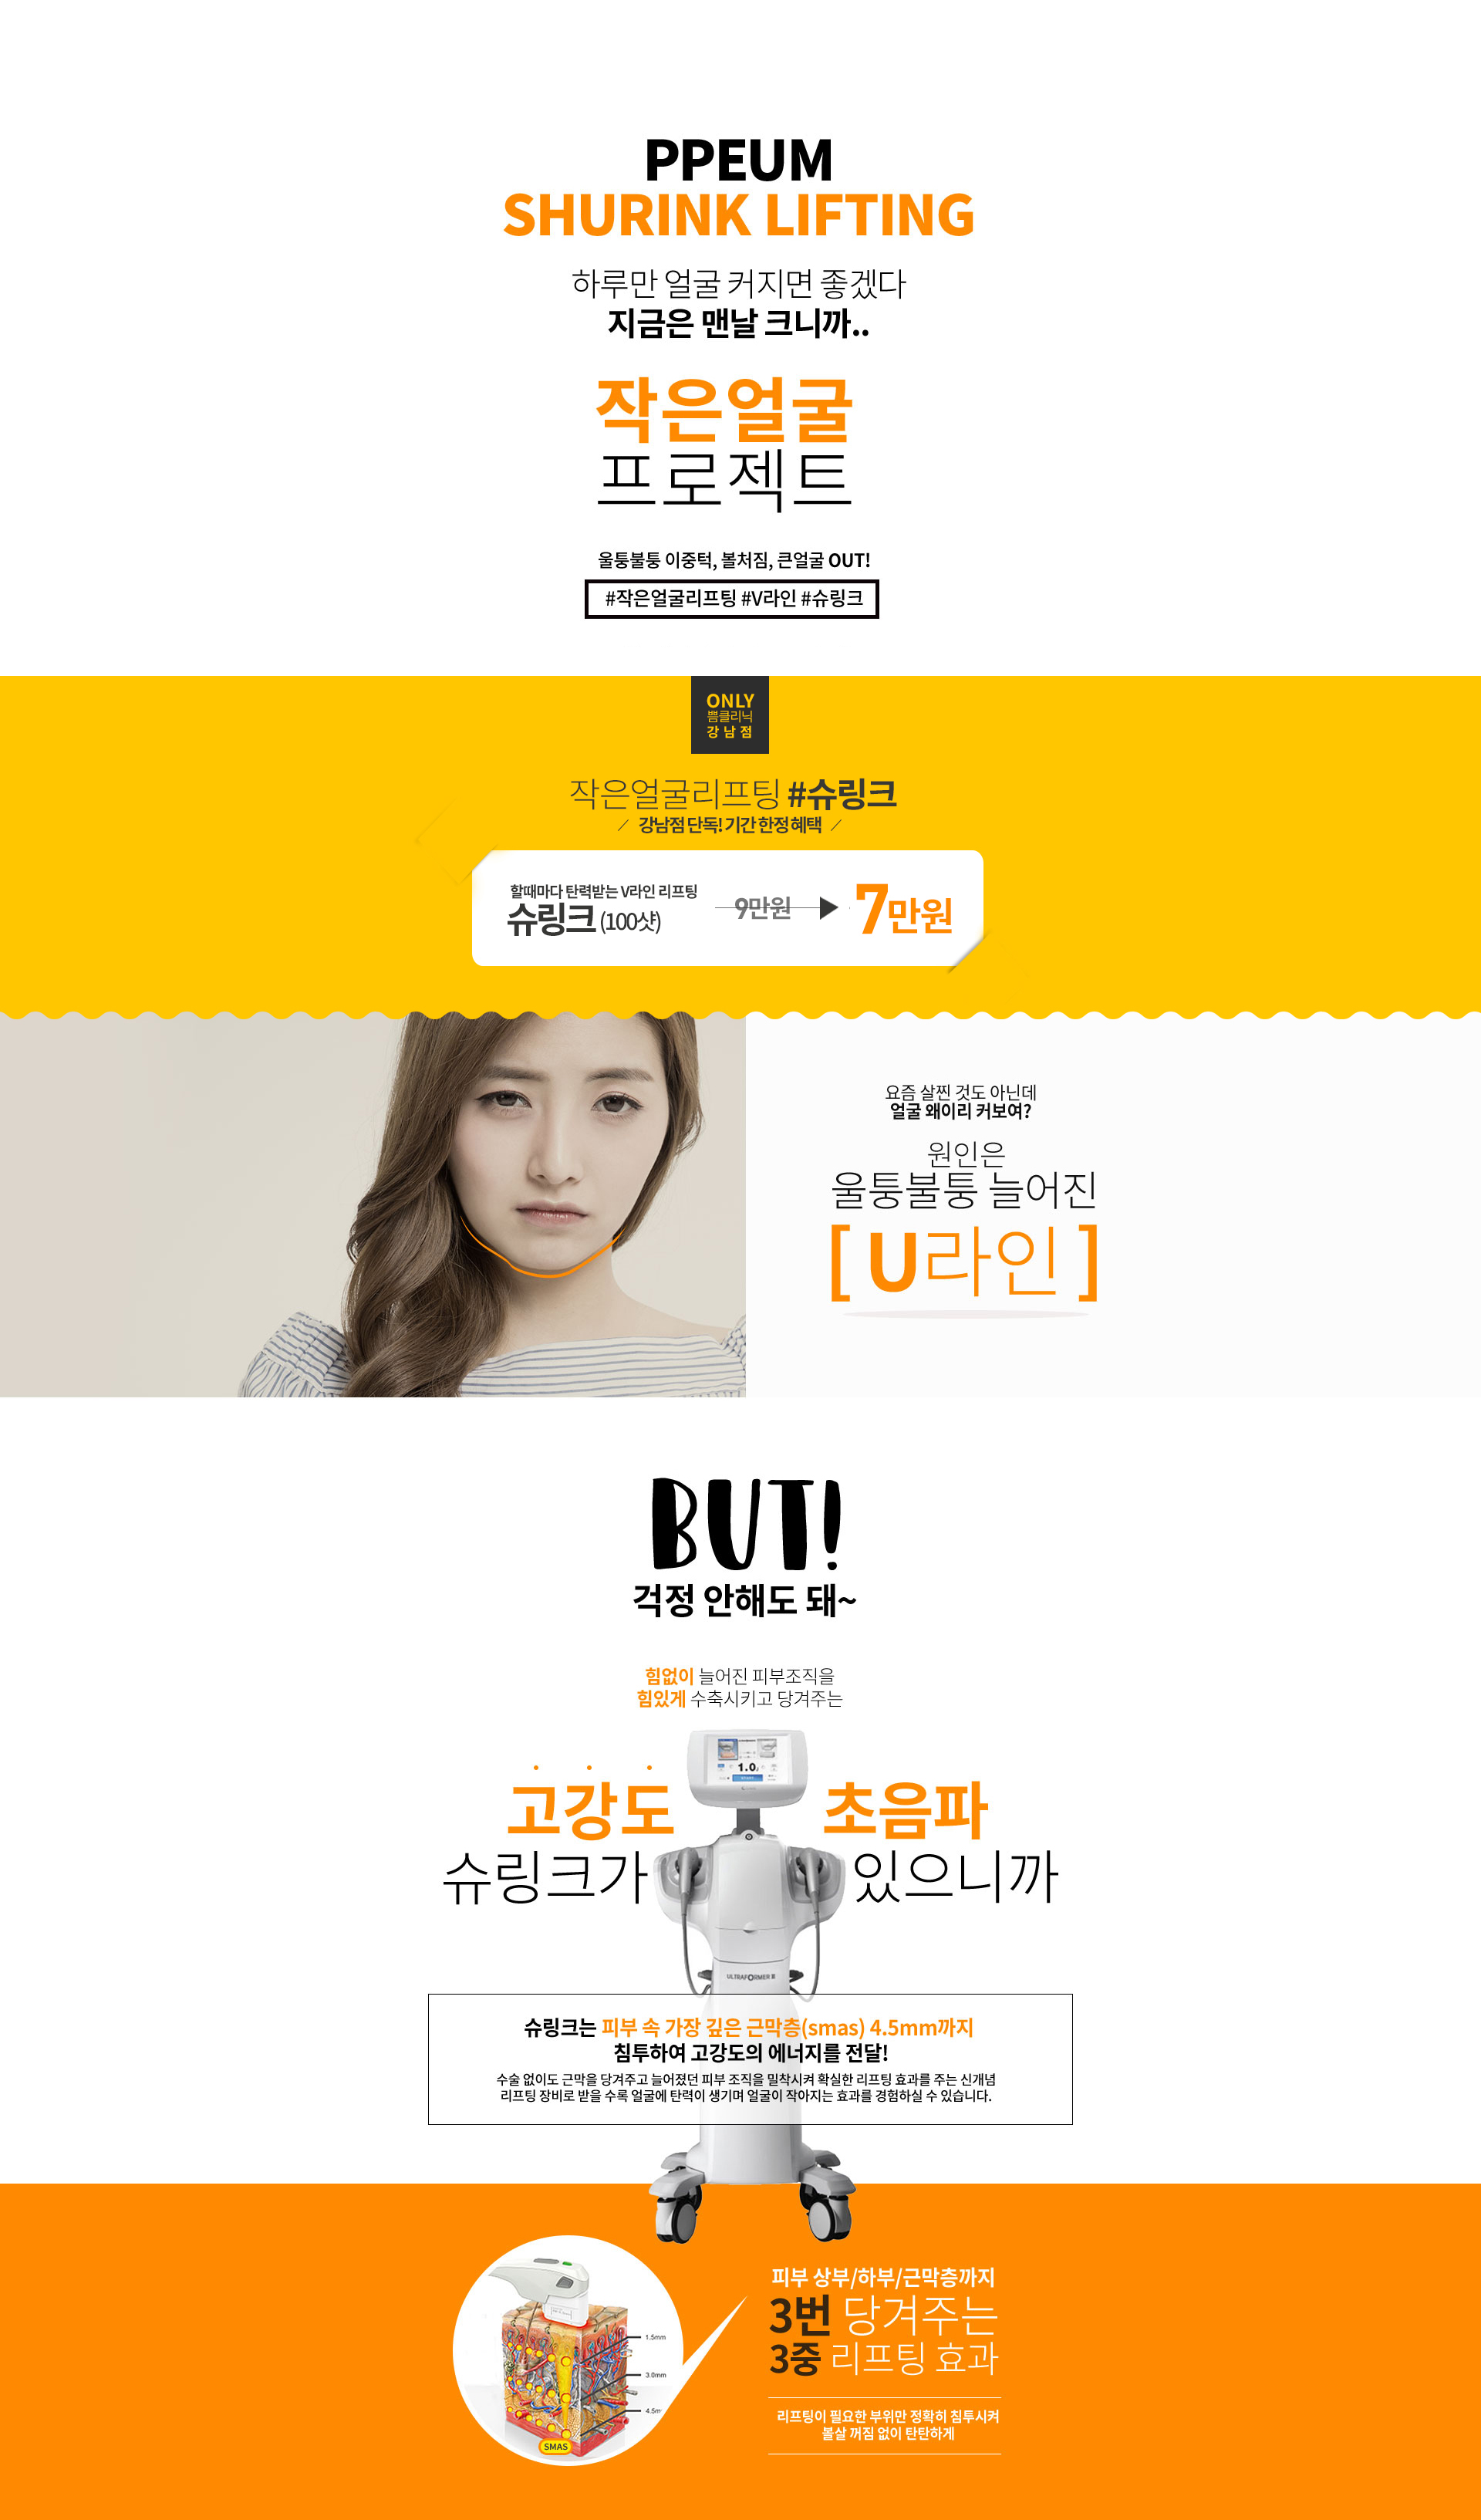 PPEUM
SHURINK LIFTING
하루만 얼굴 커지면 좋겠다
지금은 맨날 크니까..
작은얼굴
프로젝트
울퉁불퉁 이중턱, 볼처짐, 큰얼굴 OUT!
#작은얼굴리프팅 #V라인 #슈링크
ONLY
쁨클리닉
강남점
작은얼굴리프팅 #슈링크
강남점 단독! 기간 한정 혜택
할때마다 탄력받는 V라인 리프팅
슈링크 (100샷)
9만원
7만원
요즘 살찐 것도 아닌데
얼굴 왜이리 커보여?
원인은
울퉁불퉁 늘어진
[ U라인 ]
BUT!
걱정 안해도 돼~
힘없이 늘어진 피부조직을
힘있게 수축시키고 당겨주는
1.0
고강도 초음파
슈링크가 있으니까
ULTRAFORMER III
슈링크는 피부 속 가장 깊은 근막층(smas) 4.5mm까지
침투하여 고강도의 에너지를 전달!
수술 없이도 근막을 당겨주고 늘어졌던 피부 조직을 밀착시켜 확실한 리프팅 효과를 주는 신개념
리프팅 장비로 받을 수록 얼굴에 탄력이 생기며 얼굴이 작아지는 효과를 경험하실 수 있습니다.
피부 상부/하부/근막층까지
3번 당겨주는
3중 리프팅 효과
리프팅이 필요한 부위만 정확히 침투시켜
볼살 꺼짐 없이 탄탄하게
1.5mm
3.0mm
4.5m
SMAS